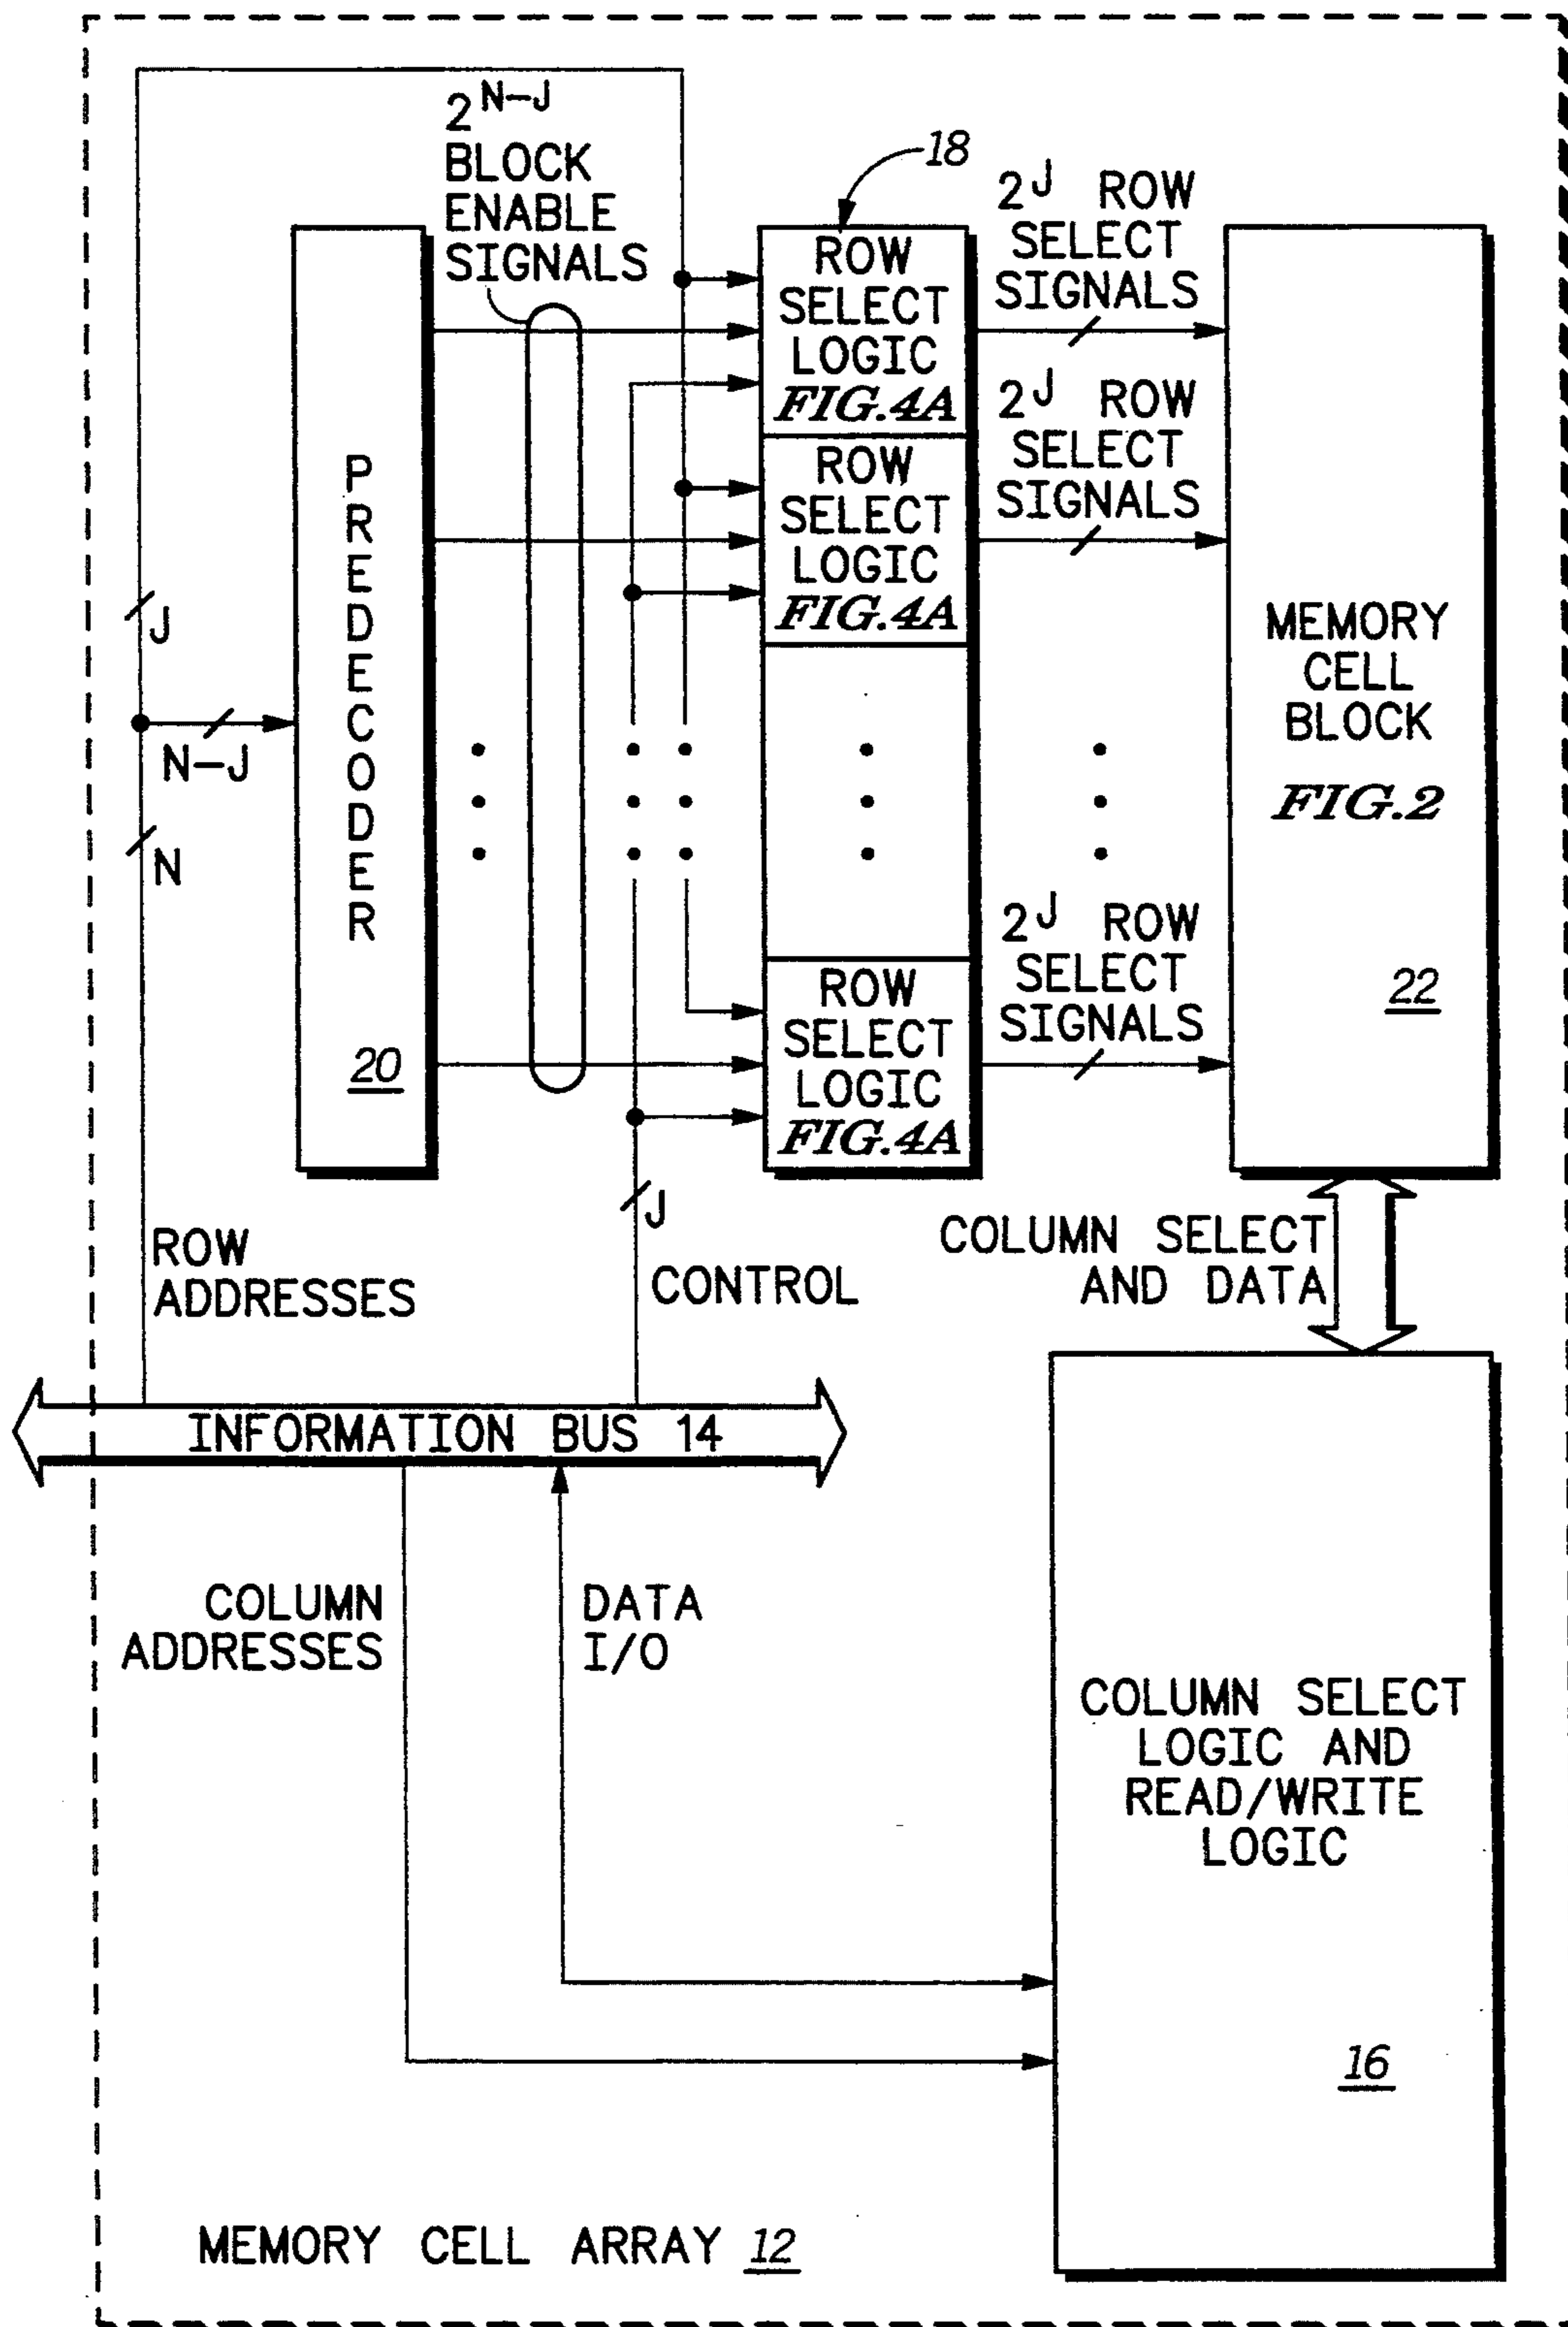 2^N-J
BLOCK
ENABLE
SIGNALS
18
ROW
SELECT
LOGIC
FIG.4A
2^J ROW
SELECT
SIGNALS
ROW
SELECT
LOGIC
FIG.4A
2^J ROW
SELECT
SIGNALS
PREDECODER
20
J
N-J
N
MEMORY
CELL
BLOCK
FIG.2
22
ROW
SELECT
LOGIC
FIG.4A
2^J ROW
SELECT
SIGNALS
J
ROW
ADDRESSES
CONTROL
COLUMN SELECT
AND DATA
INFORMATION BUS 14
COLUMN
ADDRESSES
DATA
I/O
COLUMN SELECT
LOGIC AND
READ/WRITE
LOGIC
16
MEMORY CELL ARRAY 12